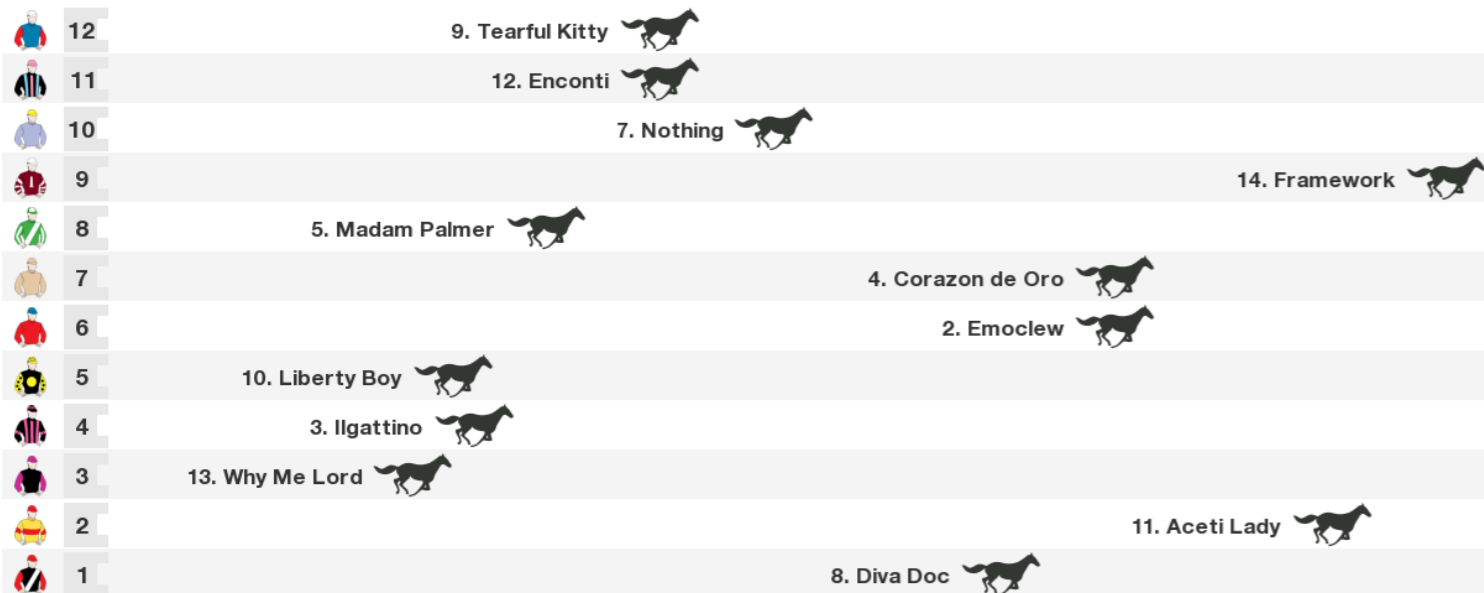 12 9. Tearful Kitty
11 12. Enconti
10 7. Nothing
9 14. Framework
8 5. Madam Palmer
7 4. Corazon de Oro
6 2. Emoclew
5 10. Liberty Boy
4 3. Ilgattino
3 13. Why Me Lord
2 11. Aceti Lady
1 8. Diva Doc